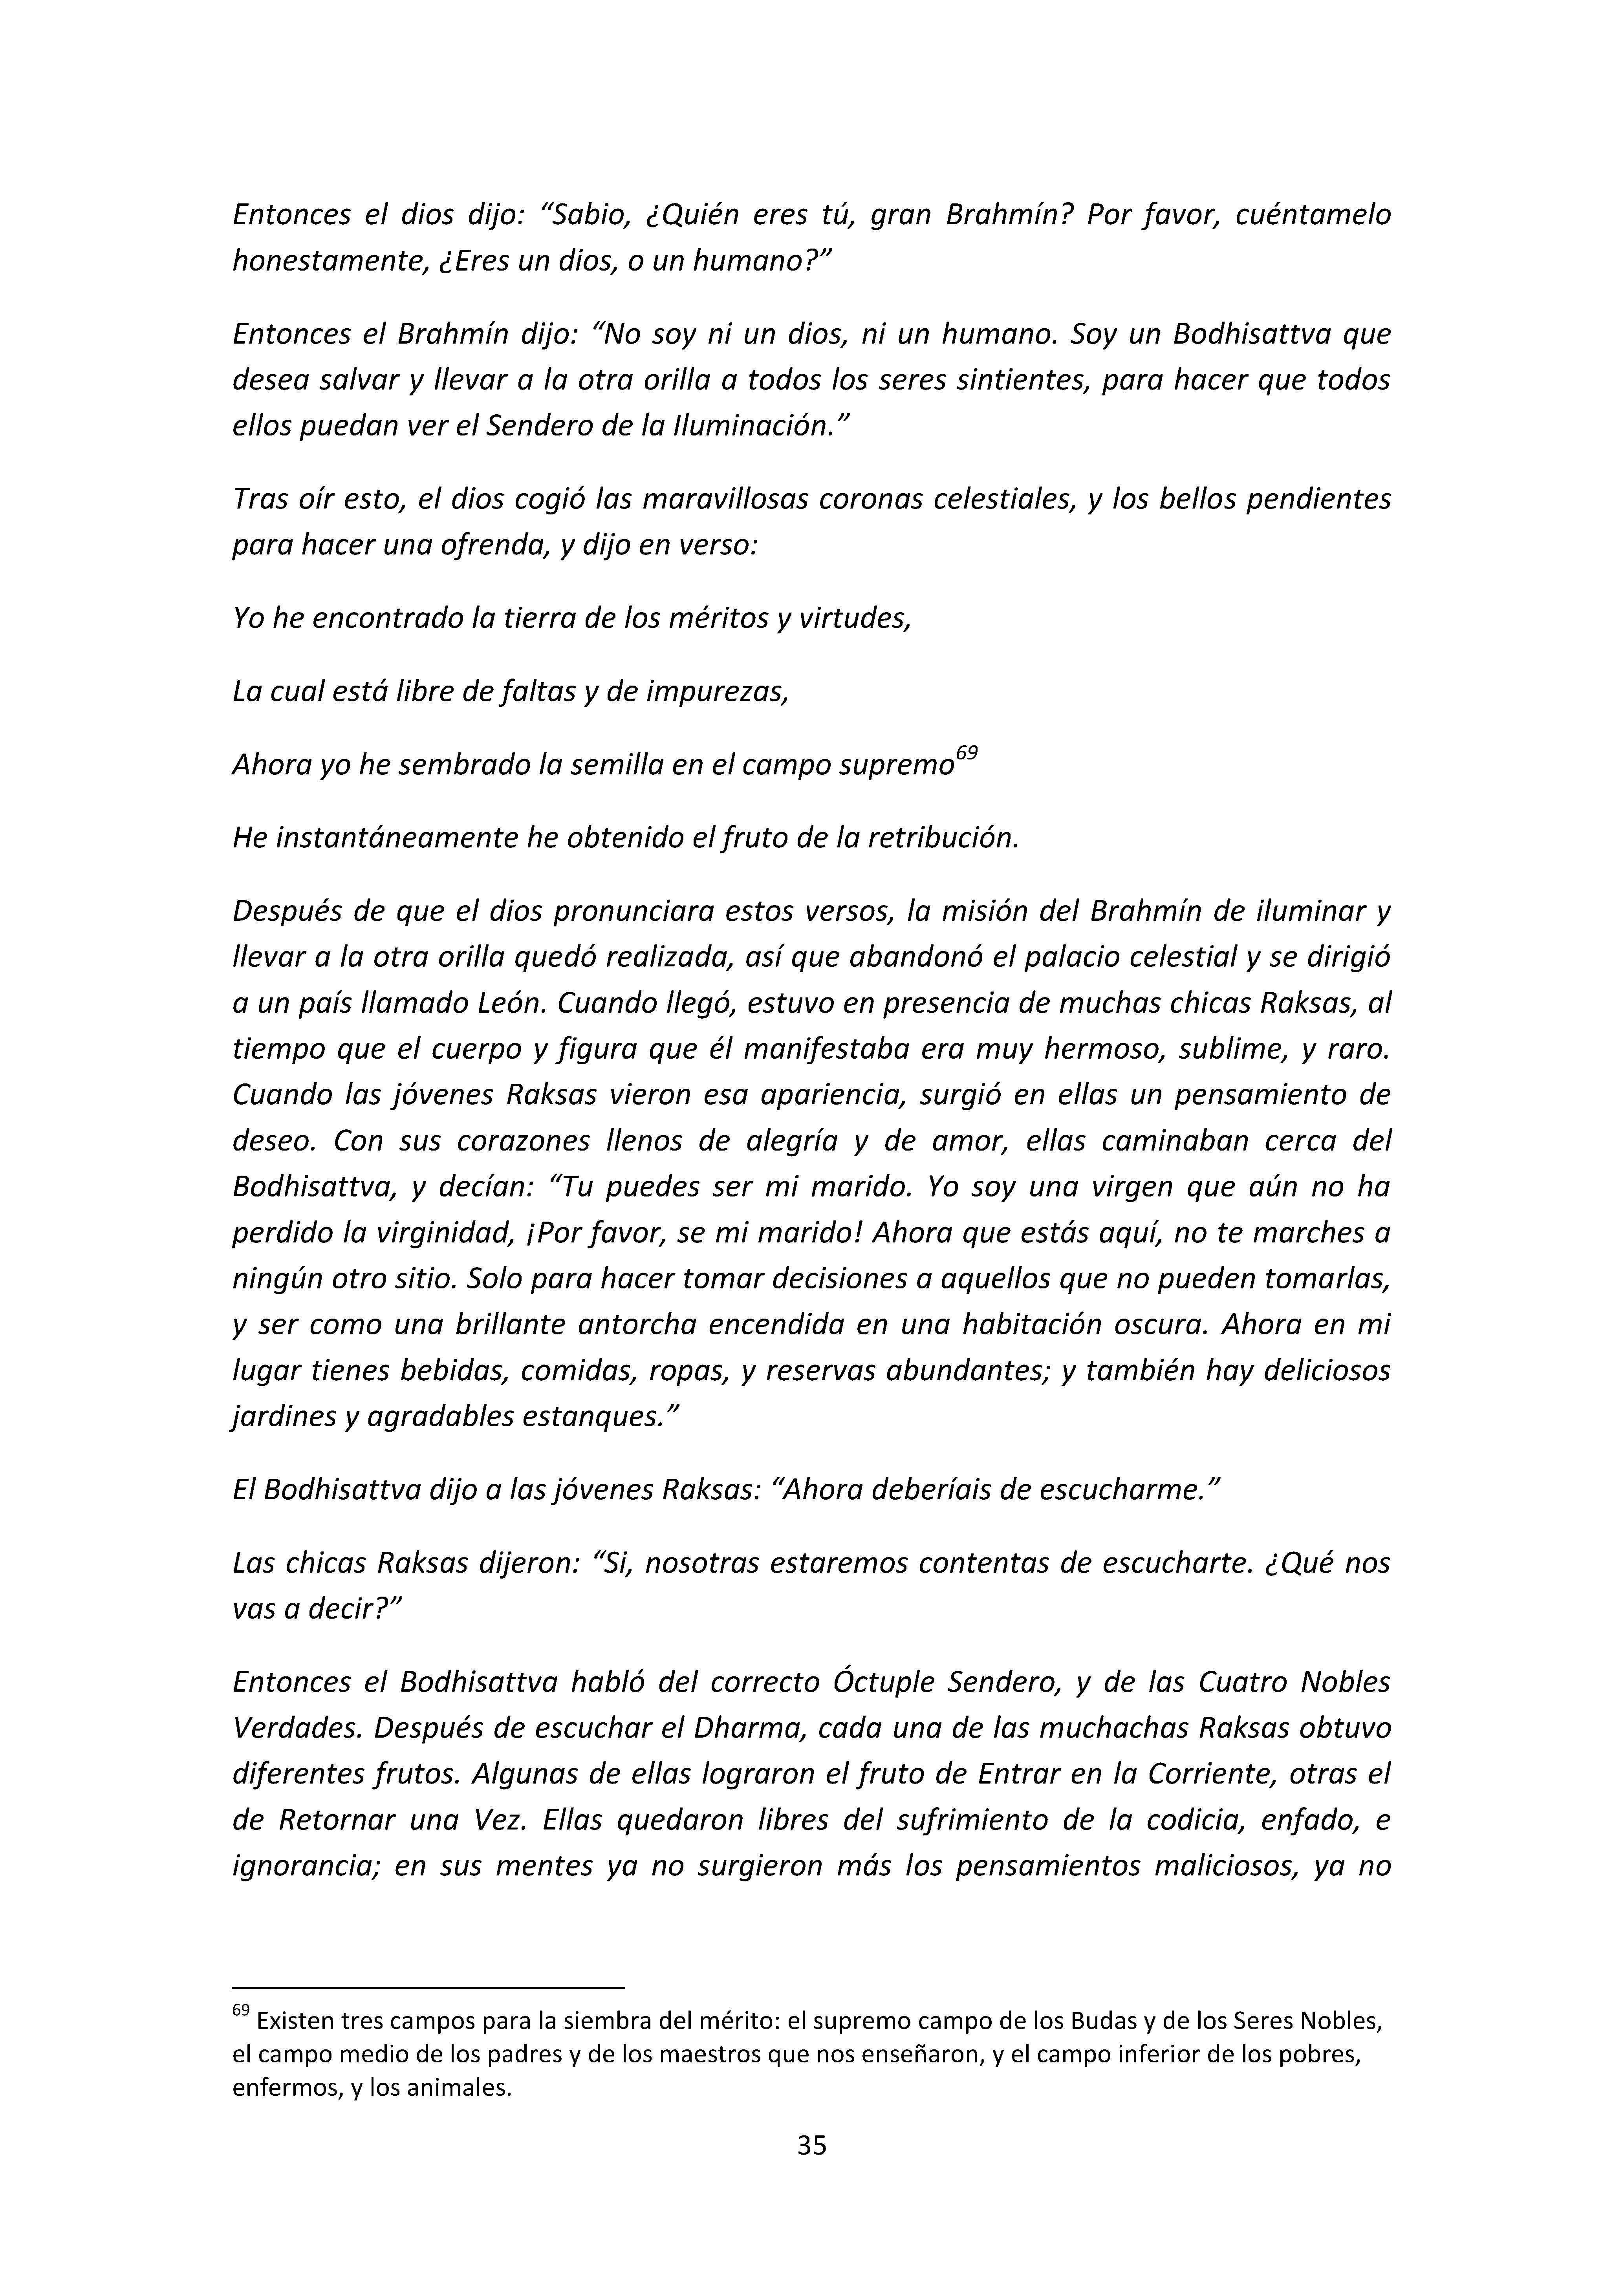 Entonces el dios dijo: “Sabio, ¿Quién eres tú, gran Brahmín? Por favor, cuéntamelo
honestamente, ¿Eres un dios, o un humano?”
Entonces el Brahmín dijo: “No soy ni un dios, ni un humano. Soy un Bodhisattva que
desea salvar y llevar a la otra orilla a todos los seres sintientes, para hacer que todos
ellos puedan ver el Sendero de la Iluminación.”
Tras oír esto, el dios cogió las maravillosas coronas celestiales, y los bellos pendientes
para hacer una ofrenda, y dijo en verso:
Yo he encontrado la tierra de los méritos y virtudes,
La cual está libre de faltas y de impurezas,
Ahora yo he sembrado la semilla en el campo supremo69
He instantáneamente he obtenido el fruto de la retribución.
Después de que el dios pronunciara estos versos, la misión del Brahmín de iluminar y
llevar a la otra orilla quedó realizada, así que abandonó el palacio celestial y se dirigió
a un país llamado León. Cuando llegó, estuvo en presencia de muchas chicas Raksas, al
tiempo que el cuerpo y figura que él manifestaba era muy hermoso, sublime, y raro.
Cuando las jóvenes Raksas vieron esa apariencia, surgió en ellas un pensamiento de
deseo. Con sus corazones llenos de alegría y de amor, ellas caminaban cerca del
Bodhisattva, y decían: “Tu puedes ser mi marido. Yo soy una virgen que aún no ha
perdido la virginidad, ¡Por favor, se mi marido! Ahora que estás aquí, no te marches a
ningún otro sitio. Solo para hacer tomar decisiones a aquellos que no pueden tomarlas,
y ser como una brillante antorcha encendida en una habitación oscura. Ahora en mi
lugar tienes bebidas, comidas, ropas, y reservas abundantes; y también hay deliciosos
jardines y agradables estanques.”
El Bodhisattva dijo a las jóvenes Raksas: “Ahora deberíais de escucharme.”
Las chicas Raksas dijeron: “Si, nosotras estaremos contentas de escucharte. ¿Qué nos
vas a decir?”
Entonces el Bodhisattva habló del correcto Óctuple Sendero, y de las Cuatro Nobles
Verdades. Después de escuchar el Dharma, cada una de las muchachas Raksas obtuvo
diferentes frutos. Algunas de ellas lograron el fruto de Entrar en la Corriente, otras el
de Retornar una Vez. Ellas quedaron libres del sufrimiento de la codicia, enfado, e
ignorancia; en sus mentes ya no surgieron más los pensamientos maliciosos, ya no
69 Existen tres campos para la siembra del mérito: el supremo campo de los Budas y de los Seres Nobles,
el campo medio de los padres y de los maestros que nos enseñaron, y el campo inferior de los pobres,
enfermos, y los animales.
35